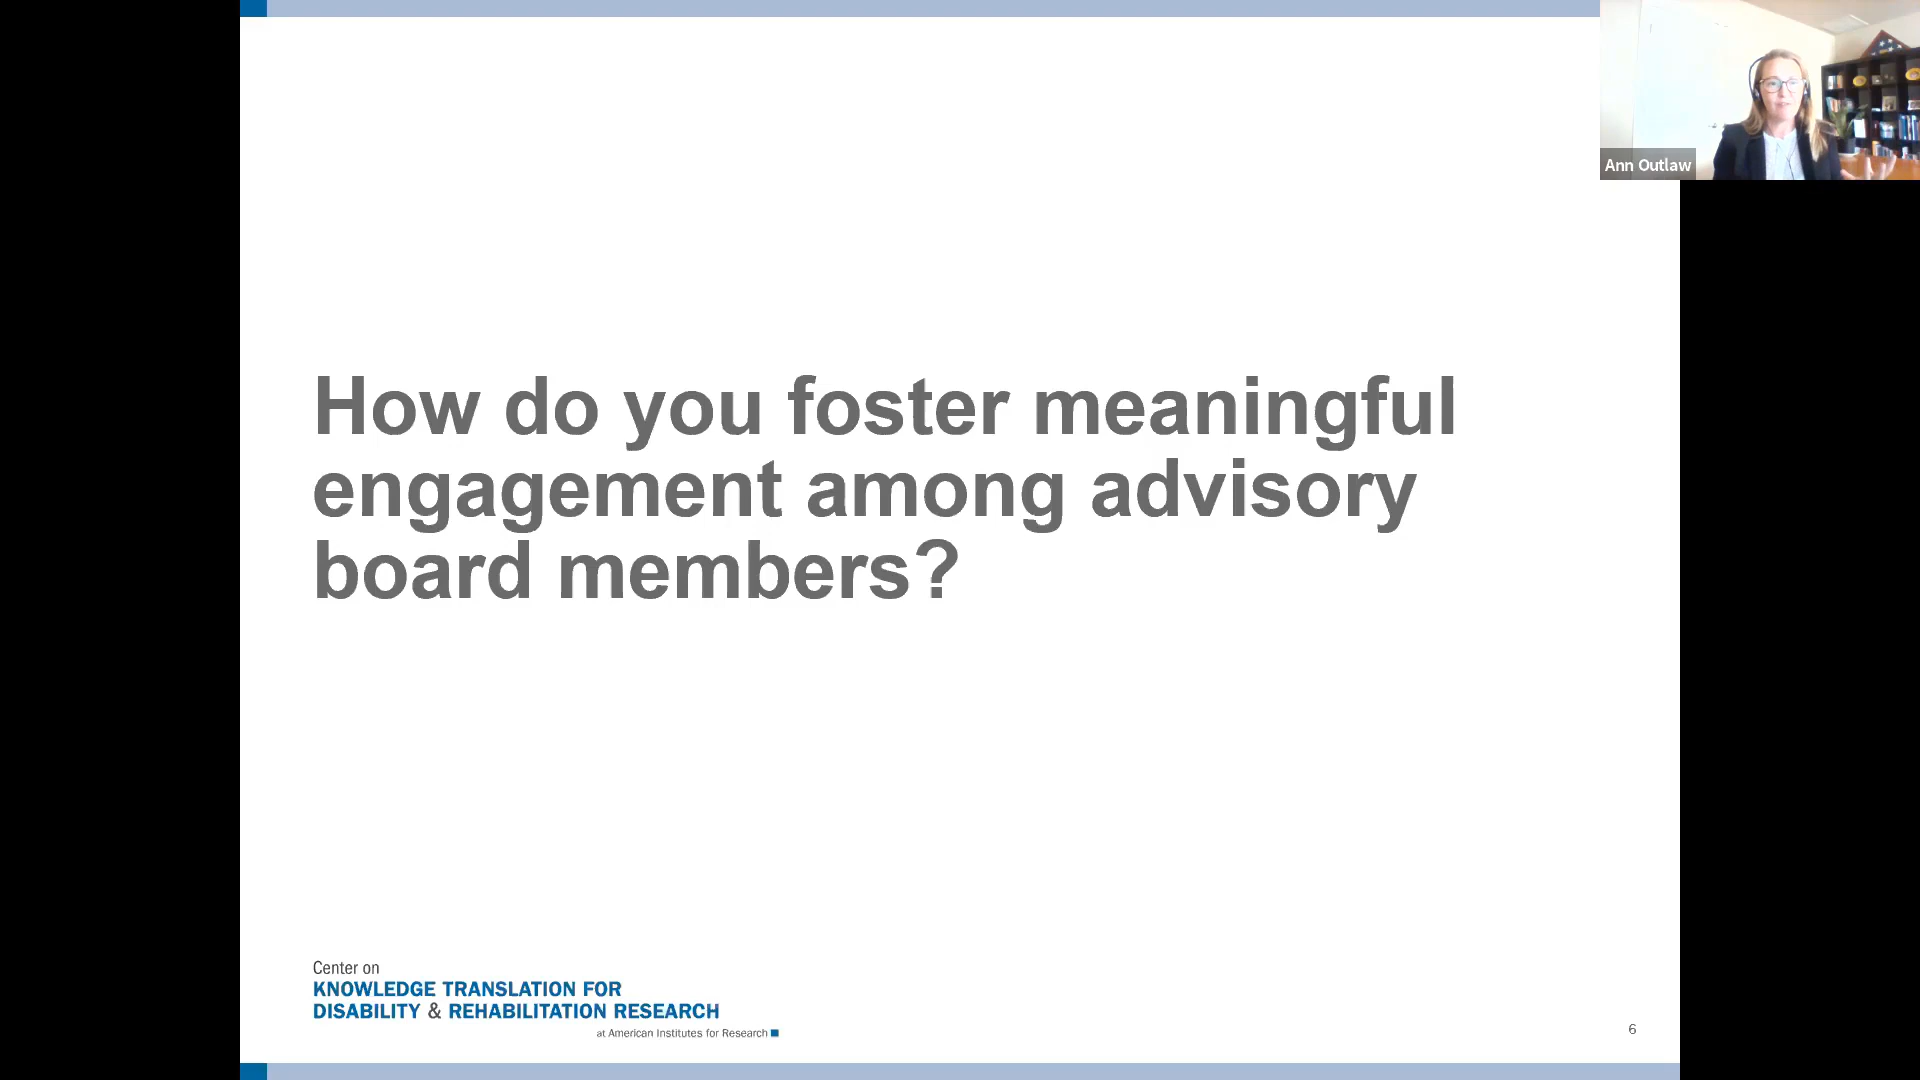 Ann Outlaw
How do you foster meaningful
engagement among advisory
board members?
Center on
KNOWLEDGE TRANSLATION FOR
DISABILITY & REHABILITATION RESEARCH
at American Institutes for Research
6